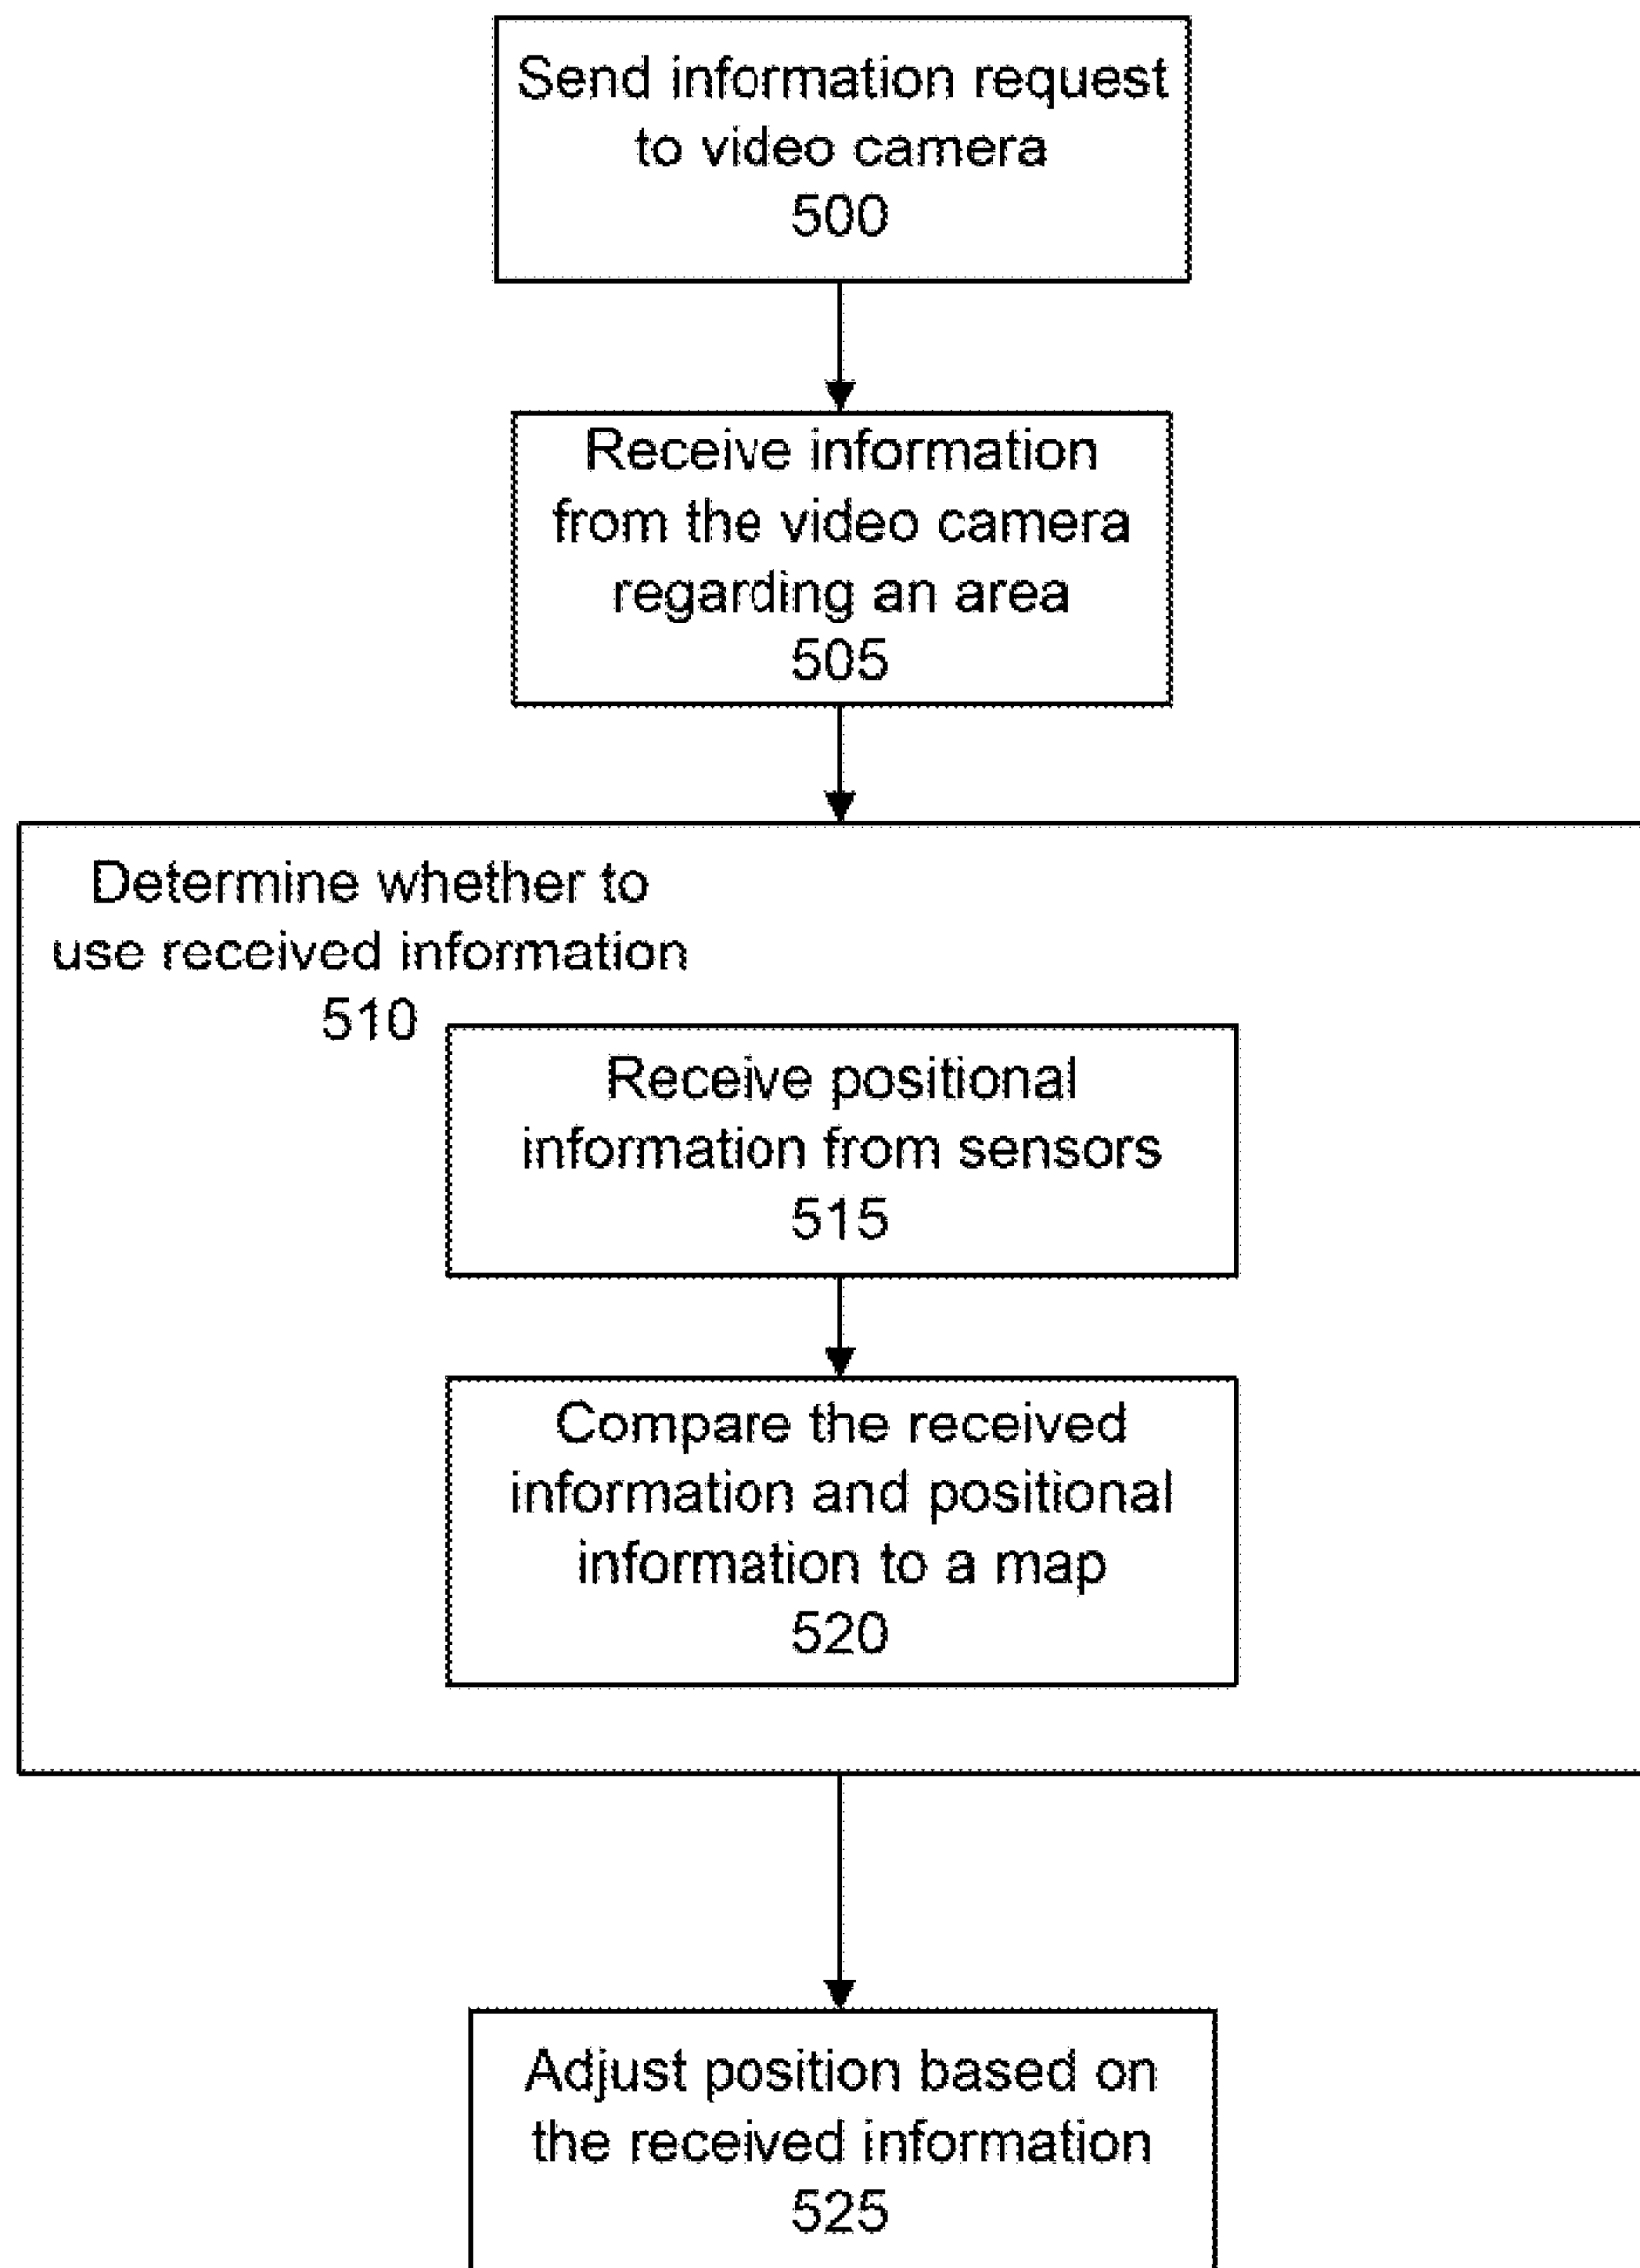 Send information request
to video camera
500
Receive information
from the video camera
regarding an area
505
Determine whether to
use received information
510
Receive positional
information from sensors
515
Compare the received
information and positional
information to a map
520
Adjust position based on
the received information
525